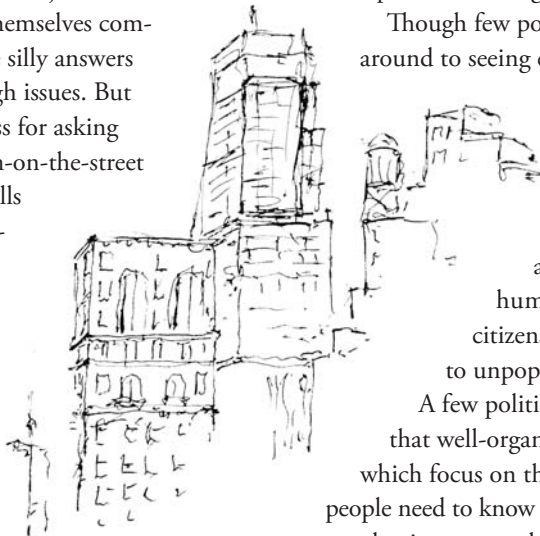 hemselves com-
silly answers
gh issues. But
ss for asking
n-on-the-street
lls
-
Though few po
around to seeing
a
hum
citizen
to unpop
A few politi
that well-organ
which focus on th
people need to know